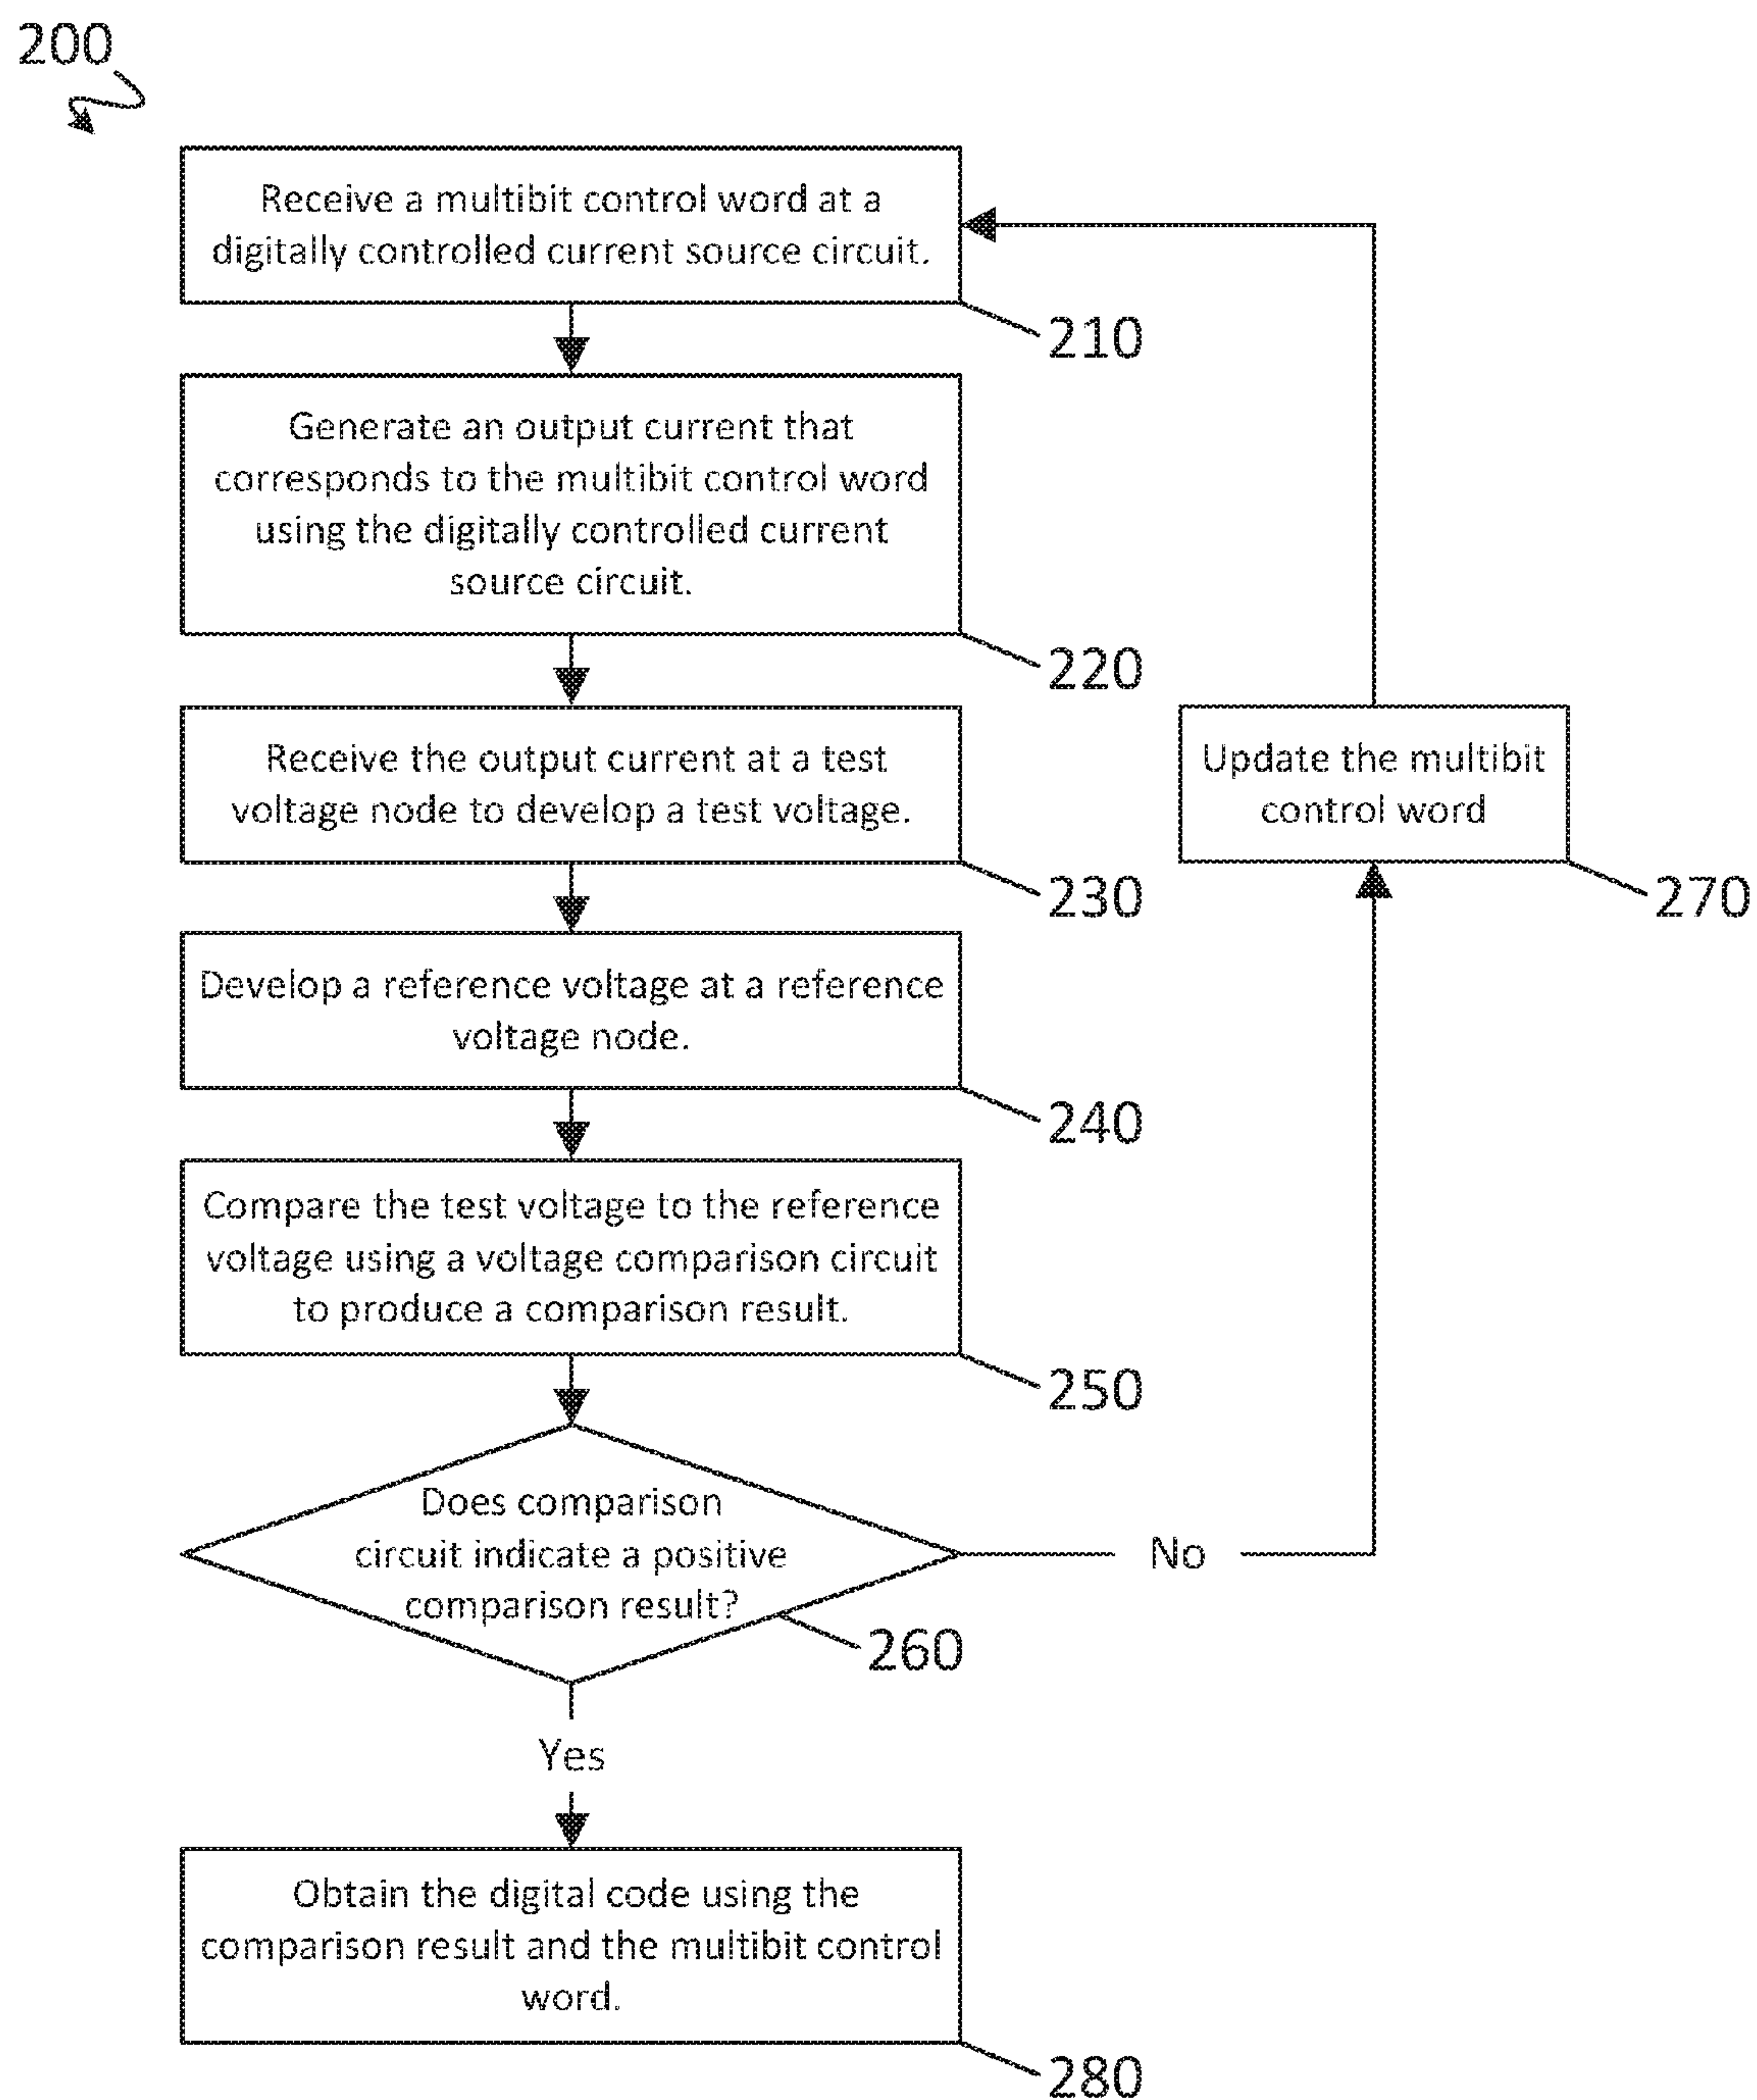 200
Receive a multibit control word at a
digitally controlled current source circuit.
210
Generate an output current that
corresponds to the multibit control word
using the digitally controlled current
source circuit.
220
Receive the output current at a test
voltage node to develop a test voltage.
230
Update the multibit
control word
270
Develop a reference voltage at a reference
voltage node.
240
Compare the test voltage to the reference
voltage using a voltage comparison circuit
to produce a comparison result.
250
Does comparison
circuit indicate a positive
comparison result?
No
260
Yes
Obtain the digital code using the
comparison result and the multibit control
word.
280